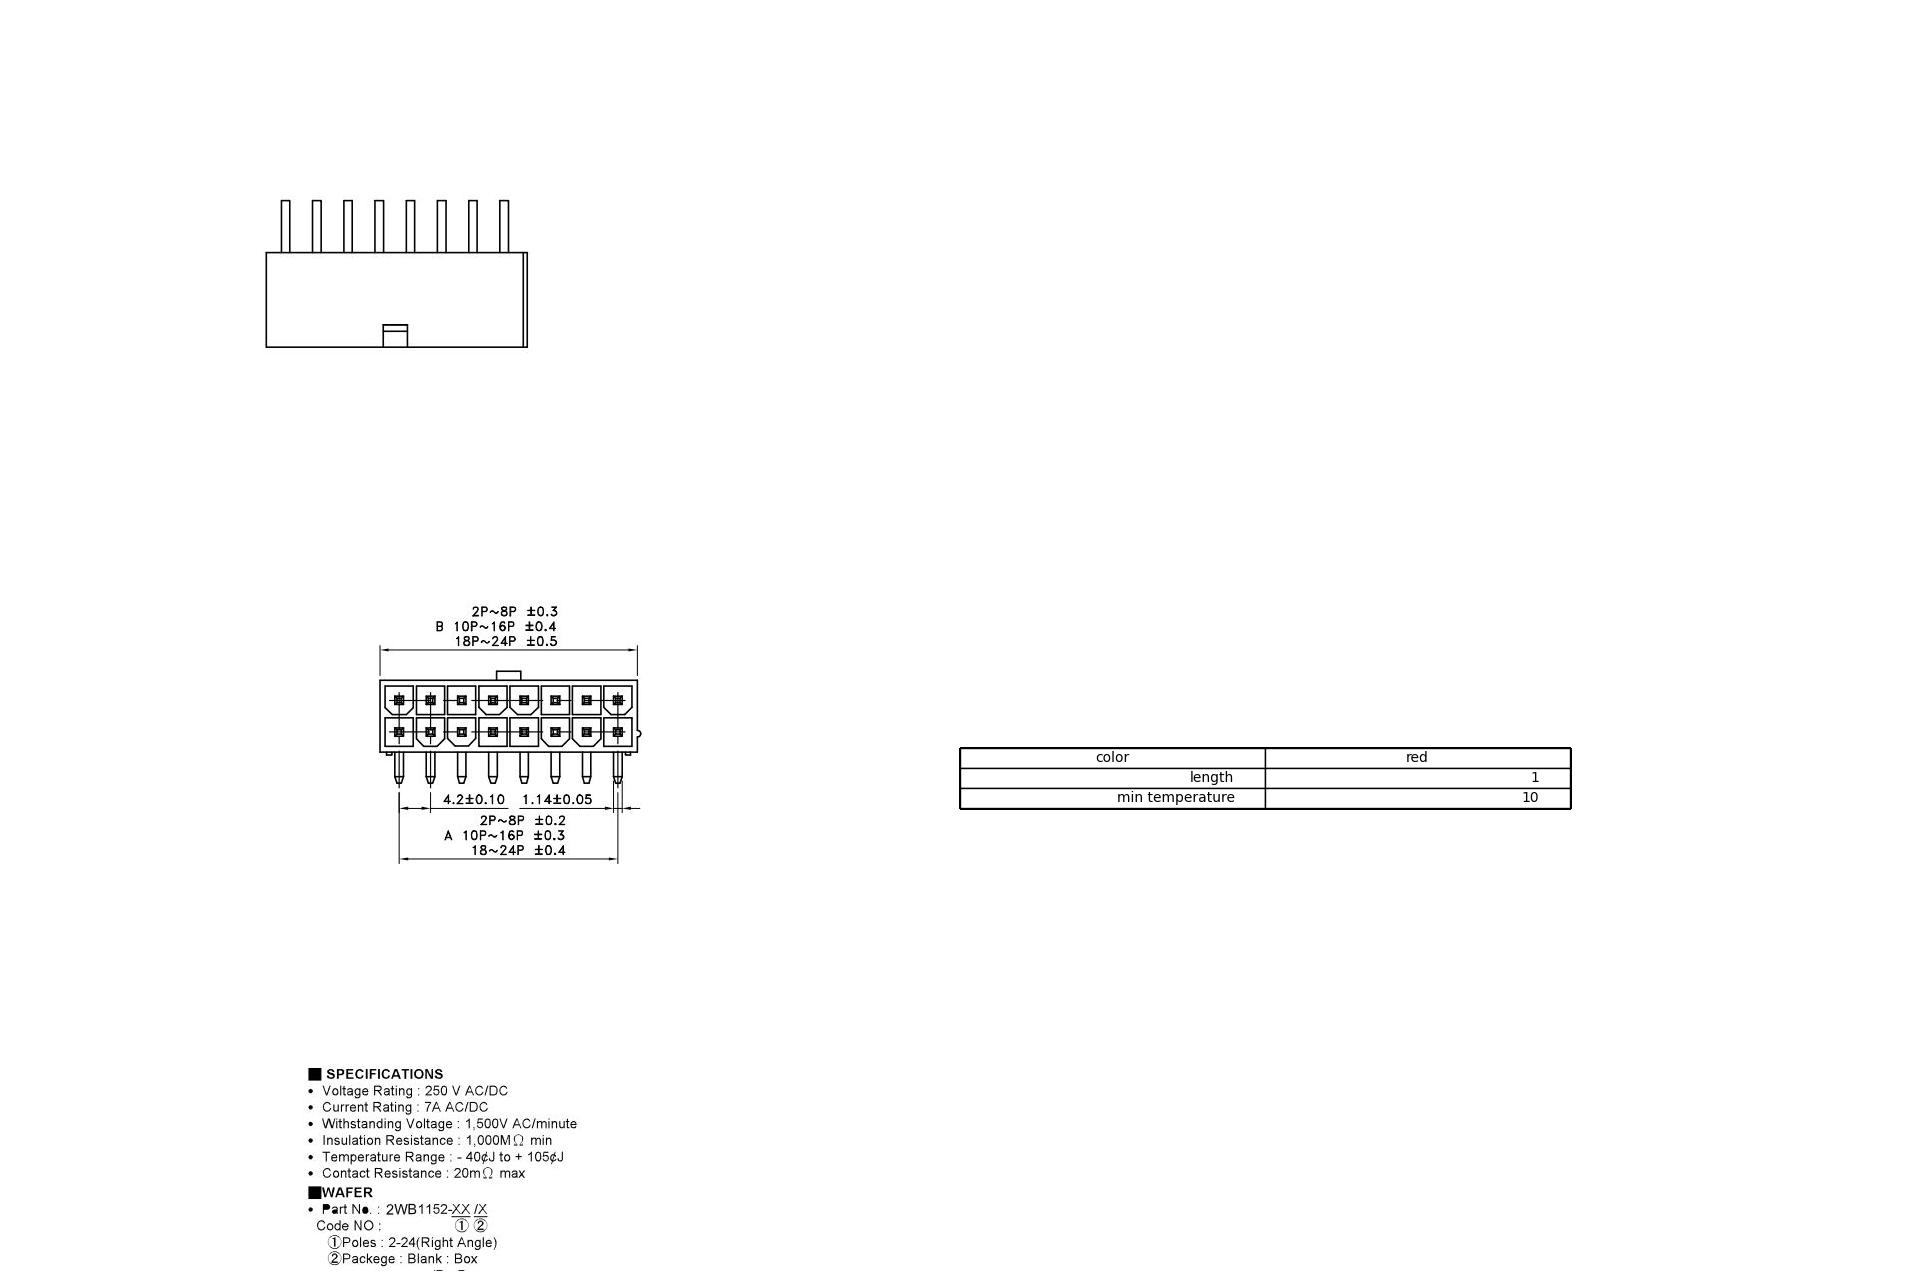 2P~8P ±0.3
B 10P~16P ±0.4
18P~24P ±0.5
4.2±0.10 1.14±0.05
2P~8P ±0.2
A 10P~16P ±0.3
18~24P ±0.4
color red
length 1
min temperature 10
■ SPECIFICATIONS
• Voltage Rating : 250 V AC/DC
• Current Rating : 7A AC/DC
• Withstanding Voltage : 1,500V AC/minute
• Insulation Resistance : 1,000MΩ min
• Temperature Range : - 40¢J to + 105¢J
• Contact Resistance : 20mΩ max
■WAFER
• Part No. : 2WB1152-XX /X
Code NO : ① ②
①Poles : 2-24(Right Angle)
②Packege : Blank : Box